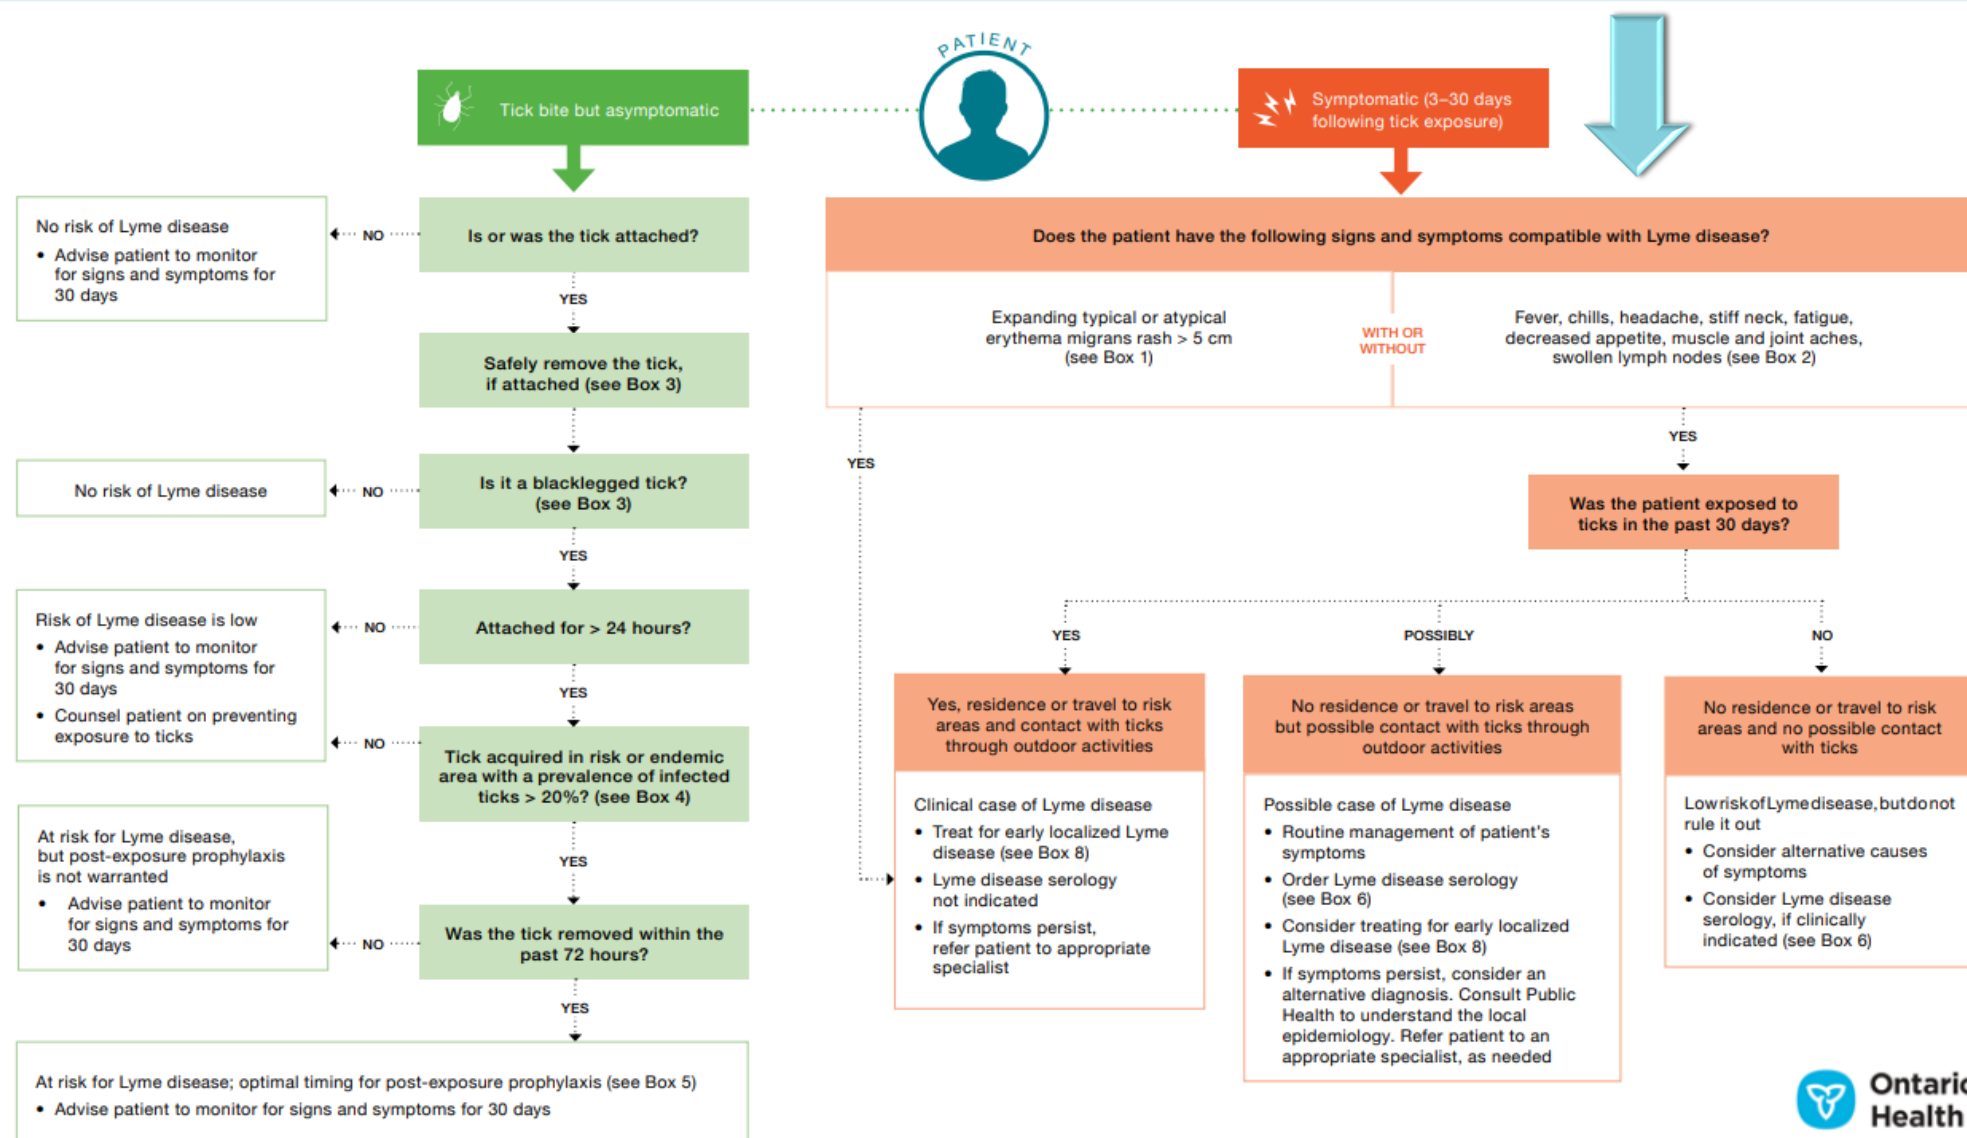 PATIENT
Tick bite but asymptomatic
Symptomatic (3–30 days
following tick exposure)
Is or was the tick attached?
NO
No risk of Lyme disease
• Advise patient to monitor
for signs and symptoms for
30 days
YES
Safely remove the tick,
if attached (see Box 3)
Is it a blacklegged tick?
(see Box 3)
NO
No risk of Lyme disease
YES
Attached for > 24 hours?
NO
Risk of Lyme disease is low
• Advise patient to monitor
for signs and symptoms for
30 days
• Counsel patient on preventing
exposure to ticks
YES
NO
Tick acquired in risk or endemic
area with a prevalence of infected
ticks > 20%? (see Box 4)
YES
Was the tick removed within the
past 72 hours?
NO
At risk for Lyme disease,
but post-exposure prophylaxis
is not warranted
• Advise patient to monitor
for signs and symptoms for
30 days
YES
At risk for Lyme disease; optimal timing for post-exposure prophylaxis (see Box 5)
• Advise patient to monitor for signs and symptoms for 30 days
Does the patient have the following signs and symptoms compatible with Lyme disease?
Expanding typical or atypical
erythema migrans rash > 5 cm
(see Box 1)
WITH OR
WITHOUT
Fever, chills, headache, stiff neck, fatigue,
decreased appetite, muscle and joint aches,
swollen lymph nodes (see Box 2)
YES
YES
Was the patient exposed to
ticks in the past 30 days?
YES
POSSIBLY
NO
Yes, residence or travel to risk
areas and contact with ticks
through outdoor activities
Clinical case of Lyme disease
• Treat for early localized Lyme
disease (see Box 8)
• Lyme disease serology
not indicated
• If symptoms persist,
refer patient to appropriate
specialist
No residence or travel to risk areas
but possible contact with ticks through
outdoor activities
Possible case of Lyme disease
• Routine management of patient's
symptoms
• Order Lyme disease serology
(see Box 6)
• Consider treating for early localized
Lyme disease (see Box 8)
• If symptoms persist, consider an
alternative diagnosis. Consult Public
Health to understand the local
epidemiology. Refer patient to an
appropriate specialist, as needed
No residence or travel to risk
areas and no possible contact
with ticks
Low risk of Lyme disease, but do not
rule it out
• Consider alternative causes
of symptoms
• Consider Lyme disease
serology, if clinically
indicated (see Box 6)
Ontario
Health